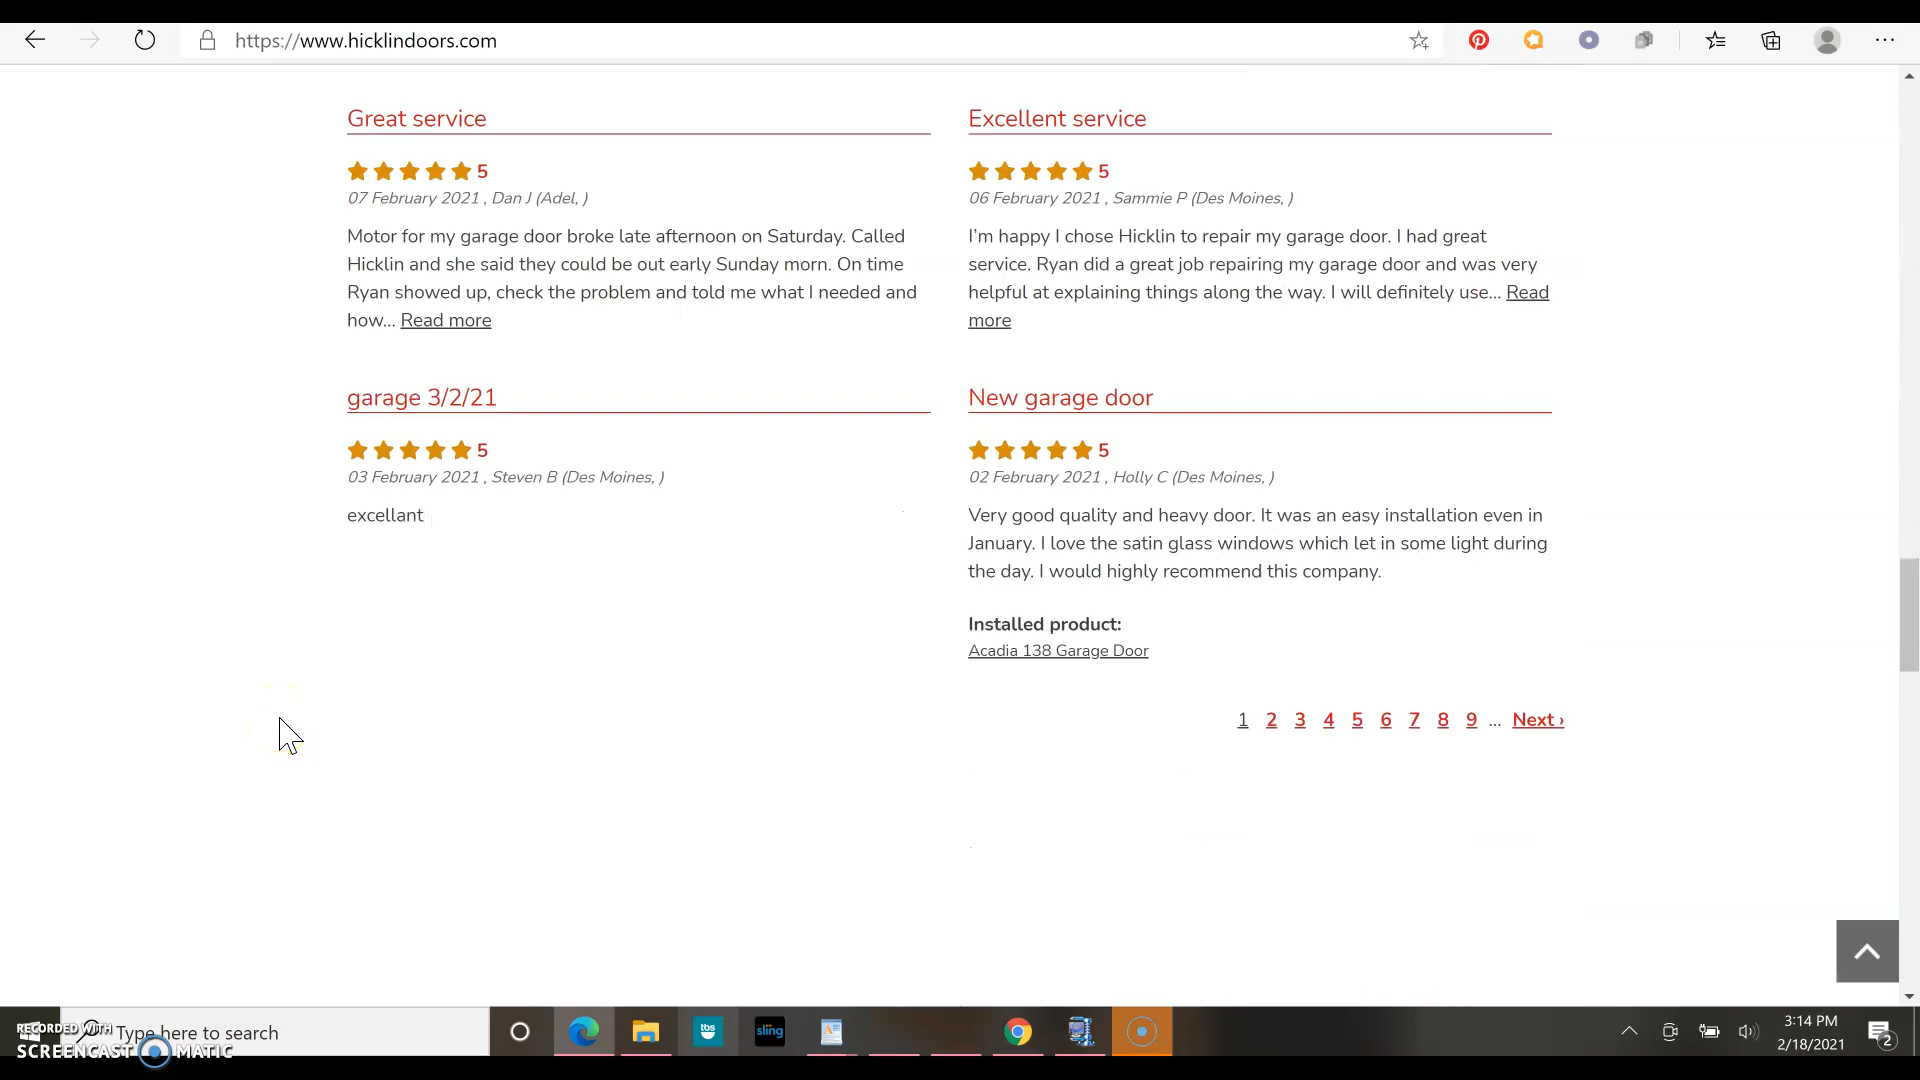 https://www.hicklindoors.com
Great service
5
07 February 2021 , Dan J (Adel, )
Motor for my garage door broke late afternoon on Saturday. Called
Hicklin and she said they could be out early Sunday morn. On time
Ryan showed up, check the problem and told me what I needed and
how... Read more
Excellent service
5
06 February 2021 , Sammie P (Des Moines, )
I'm happy I chose Hicklin to repair my garage door. I had great
service. Ryan did a great job repairing my garage door and was very
helpful at explaining things along the way. I will definitely use... Read
more
garage 3/2/21
5
03 February 2021 , Steven B (Des Moines, )
excellant
New garage door
5
02 February 2021 , Holly C (Des Moines, )
Very good quality and heavy door. It was an easy installation even in
January. I love the satin glass windows which let in some light during
the day. I would highly recommend this company.
Installed product:
Acadia 138 Garage Door
1 2 3 4 5 6 7 8 9 ... Next ›
Type here to search
RECORDED WITH
SCREENCAST MATIC
tbs
sling
3:14 PM
2/18/2021
2